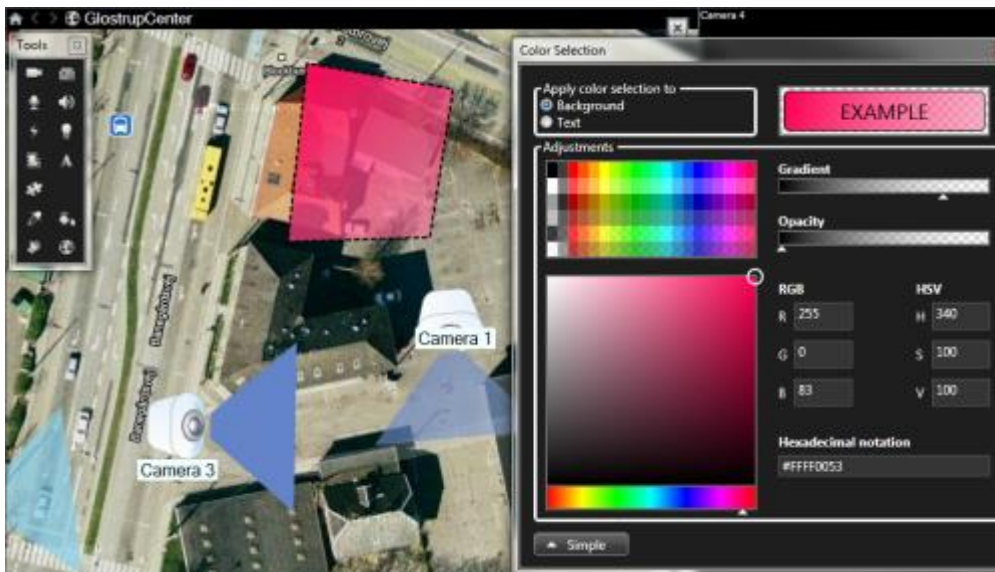 GlostrupCenter
Camera 4
Tools
A
Color Selection
Apply color selection to
Background
Text
EXAMPLE
Adjustments
Gradient
Opacity
RGB
HSV
R 255
H 340
G 0
S 100
B 83
V 100
Hexadecimal notation
#FFFF0053
Simple
Camera 1
Camera 3